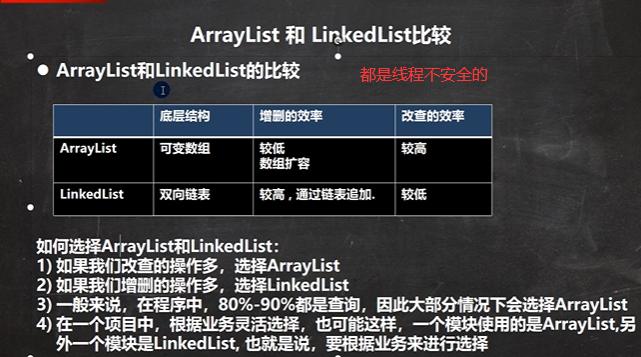 ArrayList 和 LinkedList比较
ArrayList和LinkedList的比较
都是线程不安全的
底层结构 增删的效率 改查的效率
ArrayList 可变数组 较低 较高
数组扩容
LinkedList 双向链表 较高 , 通过链表追加. 较低
如何选择ArrayList和LinkedList：
1) 如果我们改查的操作多，选择ArrayList
2) 如果我们增删的操作多，选择LinkedList
3) 一般来说，在程序中，80%-90%都是查询，因此大部分情况下会选择ArrayList
4) 在一个项目中，根据业务灵活选择，也可能这样，一个模块使用的是ArrayList,另
外一个模块是LinkedList, 也就是说，要根据业务来进行选择